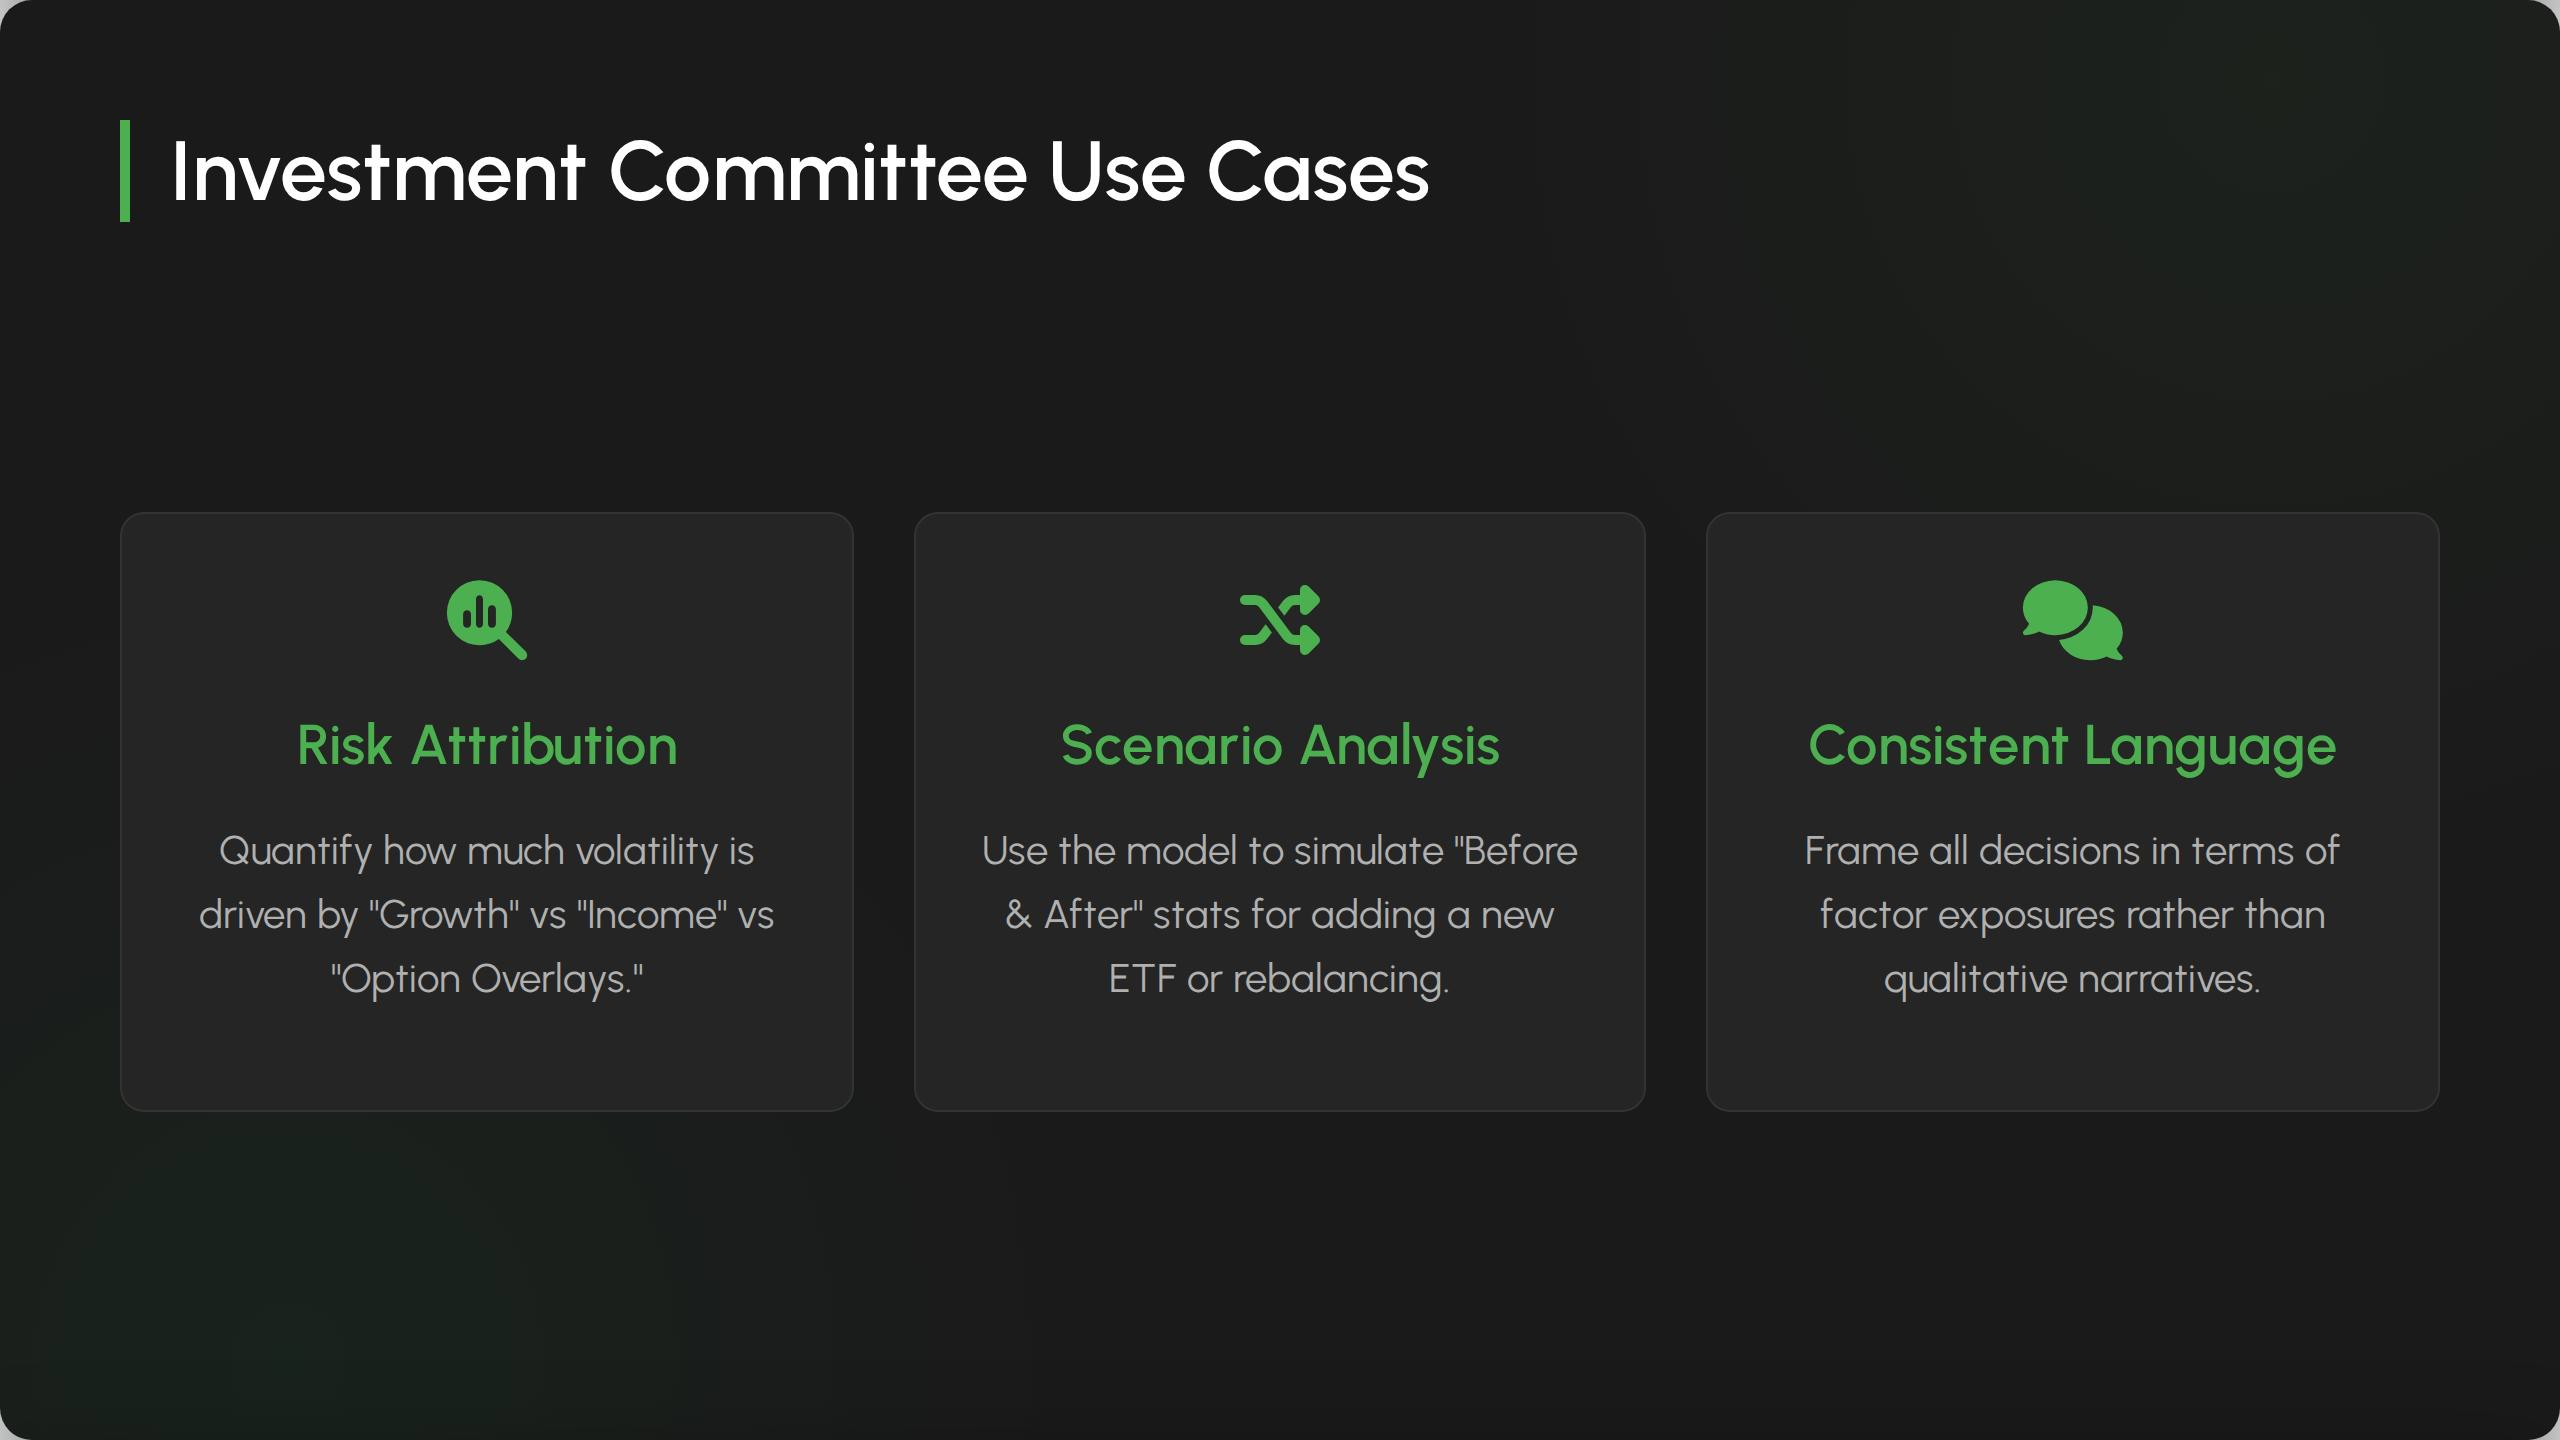 Investment Committee Use Cases
Risk Attribution
Quantify how much volatility is
driven by "Growth" vs "Income" vs
"Option Overlays."
Scenario Analysis
Use the model to simulate "Before
& After" stats for adding a new
ETF or rebalancing.
Consistent Language
Frame all decisions in terms of
factor exposures rather than
qualitative narratives.